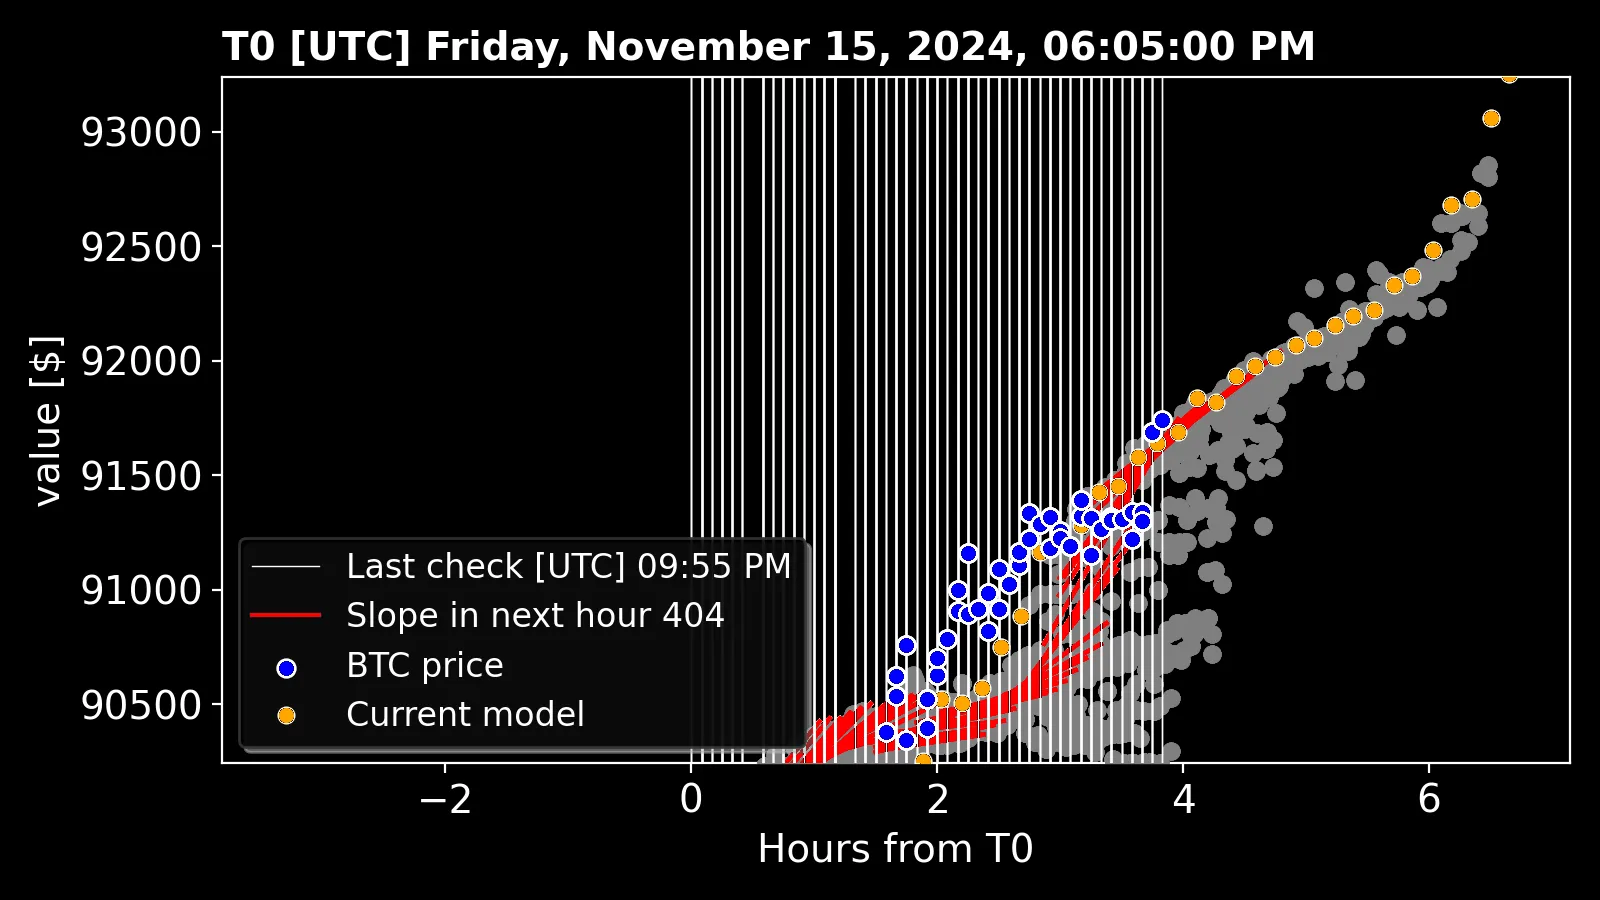 T0 [UTC] Friday, November 15, 2024, 06:05:00 PM
93000
92500
92000
91500
91000
90500
value [$]
Last check [UTC] 09:55 PM
Slope in next hour 404
BTC price
Current model
−2 0 2 4 6
Hours from T0